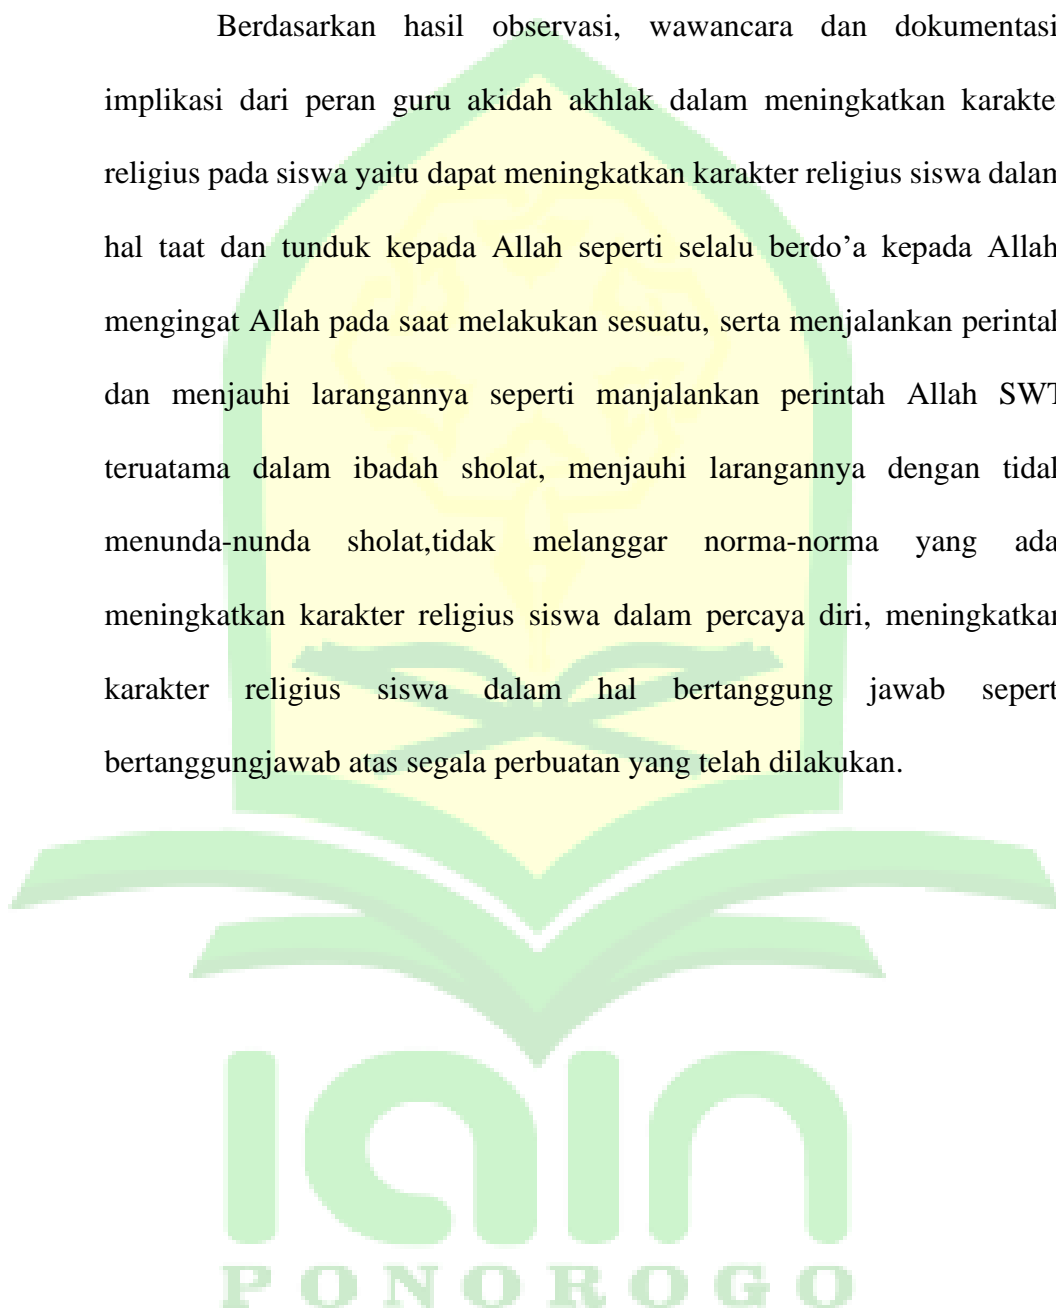 Berdasarkan hasil observasi, wawancara dan dokumentasi
implikasi dari peran guru akidah akhlak dalam meningkatkan karakte
religius pada siswa yaitu dapat meningkatkan karakter religius siswa dalam
hal taat dan tunduk kepada Allah seperti selalu berdo’a kepada Allah
mengingat Allah pada saat melakukan sesuatu, serta menjalankan perintah
dan menjauhi larangannya seperti manjalankan perintah Allah SWT
teruatama dalam ibadah sholat, menjauhi larangannya dengan tidak
menunda-nunda sholat,tidak melanggar norma-norma yang ada
meningkatkan karakter religius siswa dalam percaya diri, meningkatkan
karakter religius siswa dalam hal bertanggung jawab sepert
bertanggungjawab atas segala perbuatan yang telah dilakukan.
IAIN
PONOROGO